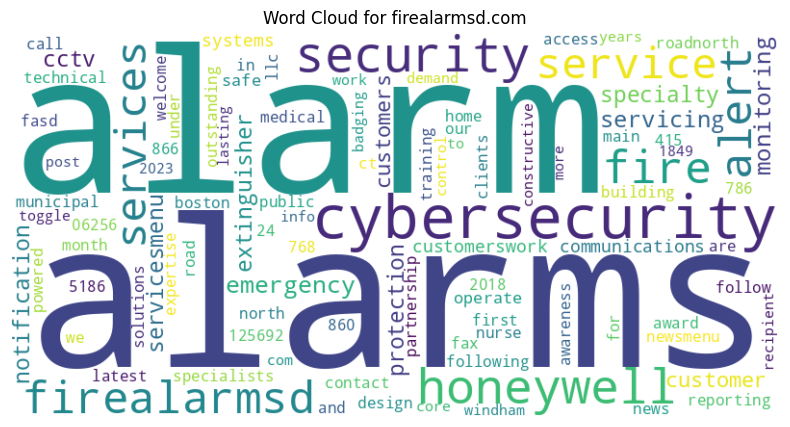 Word Cloud for firealarmsd.com
call
systems
in
llc
security
access
years
roadnorth
cctv
technical
safe
work
demand
service
alarm
welcome
under
outstanding
lasting
services
fasd
866
2023
post
medical
badging
customers
home
our
to
training
control
clients
constructive
more
specialty
servicing
main
415
1849
alert
monitoring
fire
786
building
ct
extinguisher
municipal
toggle
boston
public
info
06256
24
month
road
768
cybersecurity
notification
powered
5186
solutions
servicesmenu
expertise
we
alarms
north
emergency
125692
860
com
protection
partnership
customerswork
communications
are
operate
2018
first
nurse
fax
following
awareness
for
award
newsmenu
follow
recipient
latest
specialists
contact
firealarmsd
and
design
core
honeywell
windham
news
customer
reporting